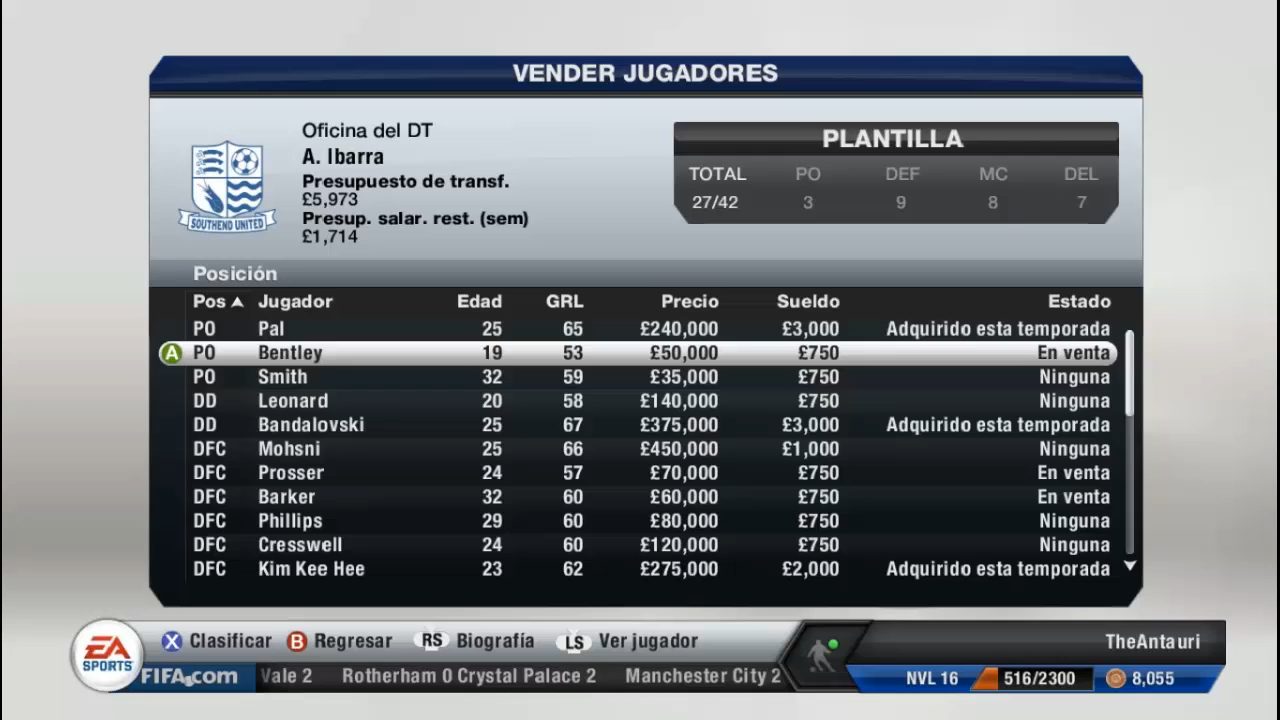 VENDER JUGADORES
Oficina del DT
A. Ibarra
Presupuesto de transf.
£5,973
Presup. salar. rest. (sem)
£1,714
SOUTHEND UNITED
PLANTILLA
TOTAL PO DEF MC DEL
27/42 3 9 8 7
Posición
Pos Jugador Edad GRL Precio Sueldo Estado
PO Pal 25 65 £240,000 £3,000 Adquirido esta temporada
A PO Bentley 19 53 £50,000 £750 En venta
PO Smith 32 59 £35,000 £750 Ninguna
DD Leonard 20 58 £140,000 £750 Ninguna
DD Bandalovski 25 67 £375,000 £3,000 Adquirido esta temporada
DFC Mohsni 25 66 £450,000 £1,000 Ninguna
DFC Prosser 24 57 £70,000 £750 En venta
DFC Barker 32 60 £60,000 £750 En venta
DFC Phillips 29 60 £80,000 £750 Ninguna
DFC Cresswell 24 60 £120,000 £750 Ninguna
DFC Kim Kee Hee 23 62 £275,000 £2,000 Adquirido esta temporada
X Clasificar B Regresar RS Biografía LS Ver jugador
TheAntauri
EA SPORTS
FIFA.com Vale 2 Rotherham 0 Crystal Palace 2 Manchester City 2
NVL 16 516/2300 8,055